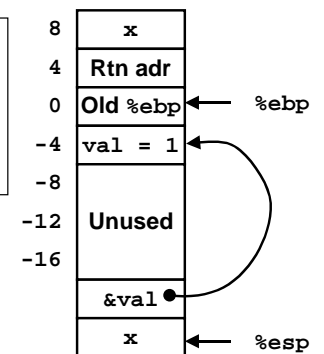 8 x
4 Rtn adr
0 Old %ebp %ebp
-4 val = 1
-8
-12 Unused
-16
&val
x %esp